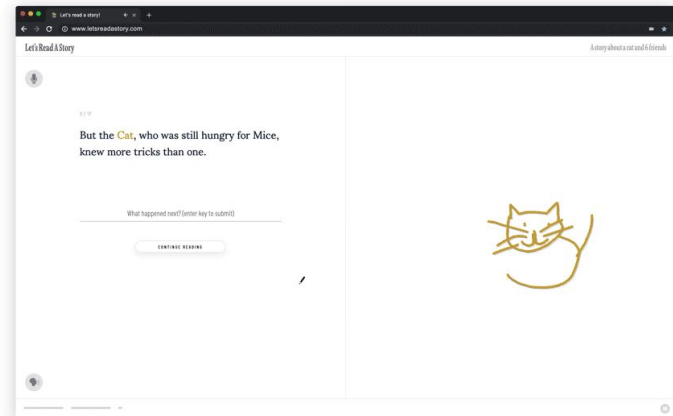 Let's read a story!
www.letsreadastory.com
Let's Read A Story
A story about a cat and 6 friends
But the Cat, who was still hungry for Mice,
knew more tricks than one.
What happened next? (enter key to submit)
CONTINUE READING